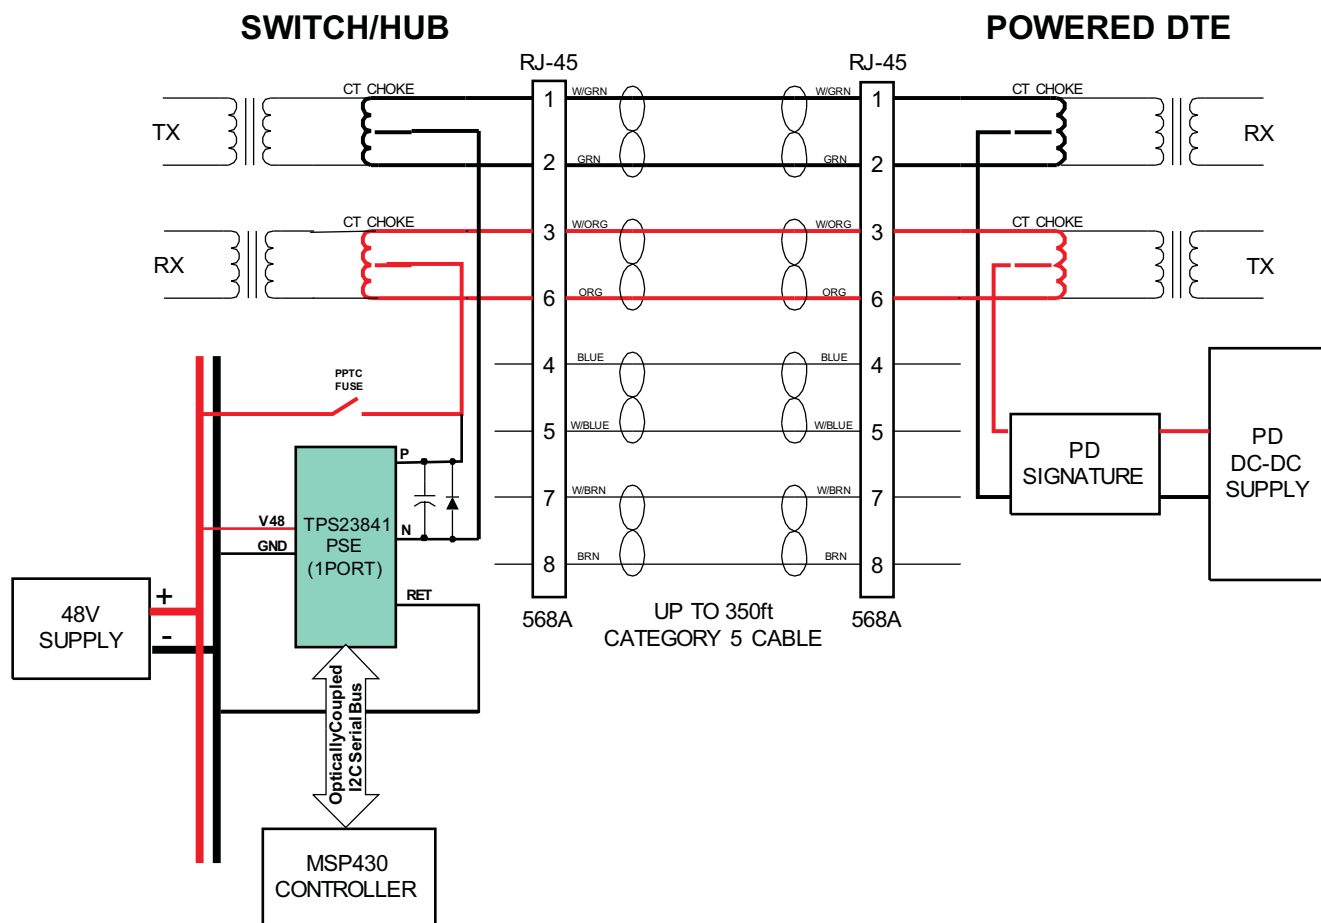 SWITCH/HUB
POWERED DTE
RJ-45
RJ-45
CT CHOKE
CT CHOKE
TX
RX
1
W/GRN
W/GRN
1
2
GRN
GRN
2
CT CHOKE
CT CHOKE
RX
TX
3
W/ORG
W/ORG
3
6
ORG
ORG
6
4
BLUE
BLUE
4
5
W/BLUE
W/BLUE
5
7
W/BRN
W/BRN
7
8
BRN
BRN
8
568A
568A
UP TO 350ft
CATEGORY 5 CABLE
PPTC
FUSE
P
N
V48
GND
RET
TPS23841
PSE
(1PORT)
+
-
48V
SUPPLY
OpticallyCoupled
I2CSerialBus
MSP430
CONTROLLER
PD
SIGNATURE
PD
DC-DC
SUPPLY